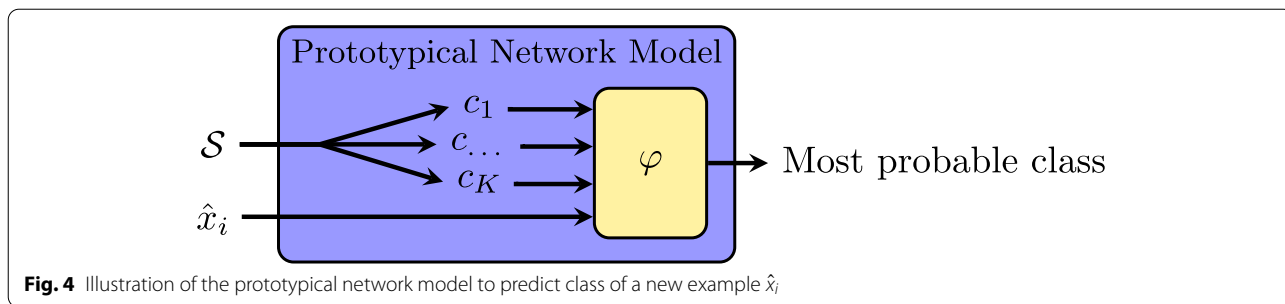 Prototypical Network Model
S
c₁
c...
c_K
x̂ᵢ
φ
Most probable class
Fig. 4 Illustration of the prototypical network model to predict class of a new example x̂ᵢ